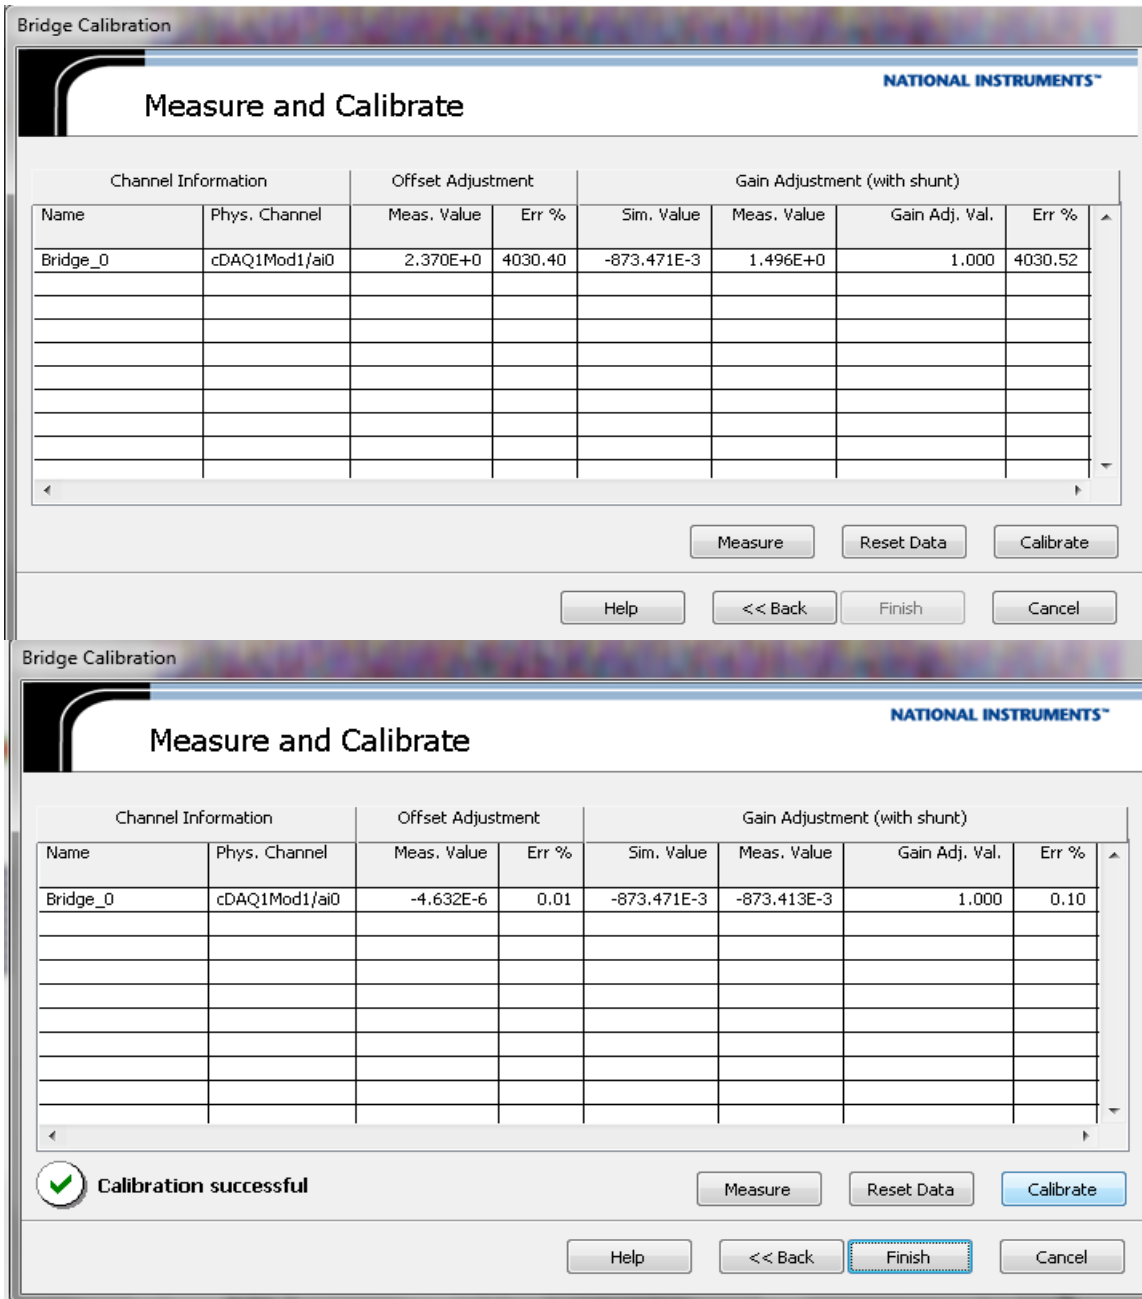 Bridge Calibration
NATIONAL INSTRUMENTS™
Measure and Calibrate
Channel Information Offset Adjustment Gain Adjustment (with shunt)
Name Phys. Channel Meas. Value Err % Sim. Value Meas. Value Gain Adj. Val. Err %
Bridge_0 cDAQ1Mod1/ai0 2.370E+0 4030.40 -873.471E-3 1.496E+0 1.000 4030.52
Measure Reset Data Calibrate
Help << Back Finish Cancel
Bridge Calibration
NATIONAL INSTRUMENTS™
Measure and Calibrate
Channel Information Offset Adjustment Gain Adjustment (with shunt)
Name Phys. Channel Meas. Value Err % Sim. Value Meas. Value Gain Adj. Val. Err %
Bridge_0 cDAQ1Mod1/ai0 -4.632E-6 0.01 -873.471E-3 -873.413E-3 1.000 0.10
Calibration successful Measure Reset Data Calibrate
Help << Back Finish Cancel